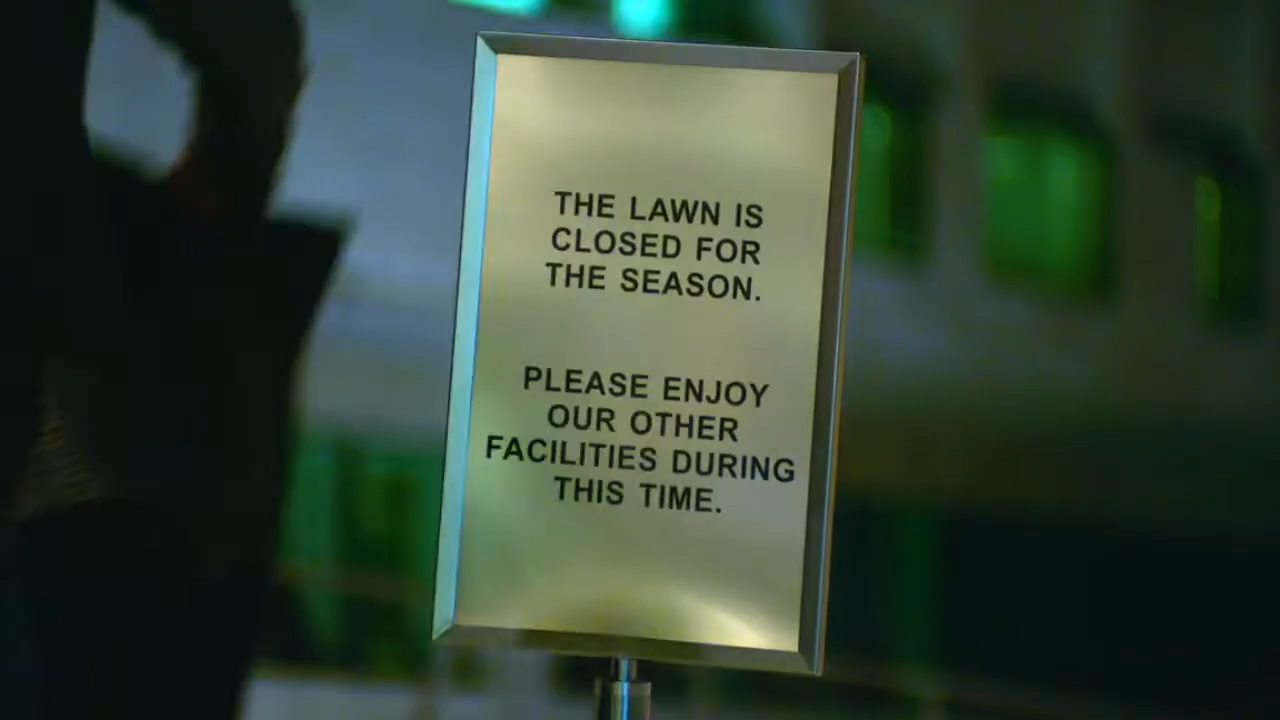 THE LAWN IS
CLOSED FOR
THE SEASON.
PLEASE ENJOY
OUR OTHER
FACILITIES DURING
THIS TIME.